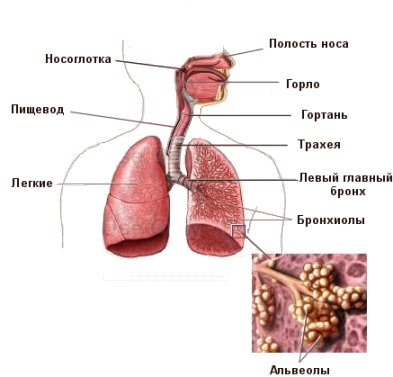 Полость носа
Носоглотка
Горло
Пищевод
Гортань
Трахея
Легкие
Левый главный
бронх
Бронхиолы
Альвеолы